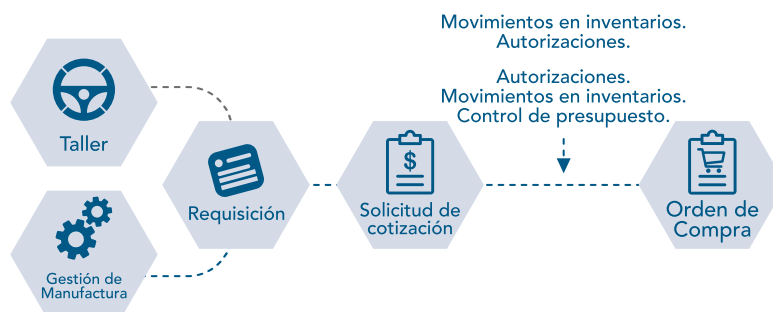 Movimientos en inventarios.
Autorizaciones.
Autorizaciones.
Movimientos en inventarios.
Control de presupuesto.
Taller
Requisición
$
Solicitud de
cotización
Orden de
Compra
Gestión de
Manufactura